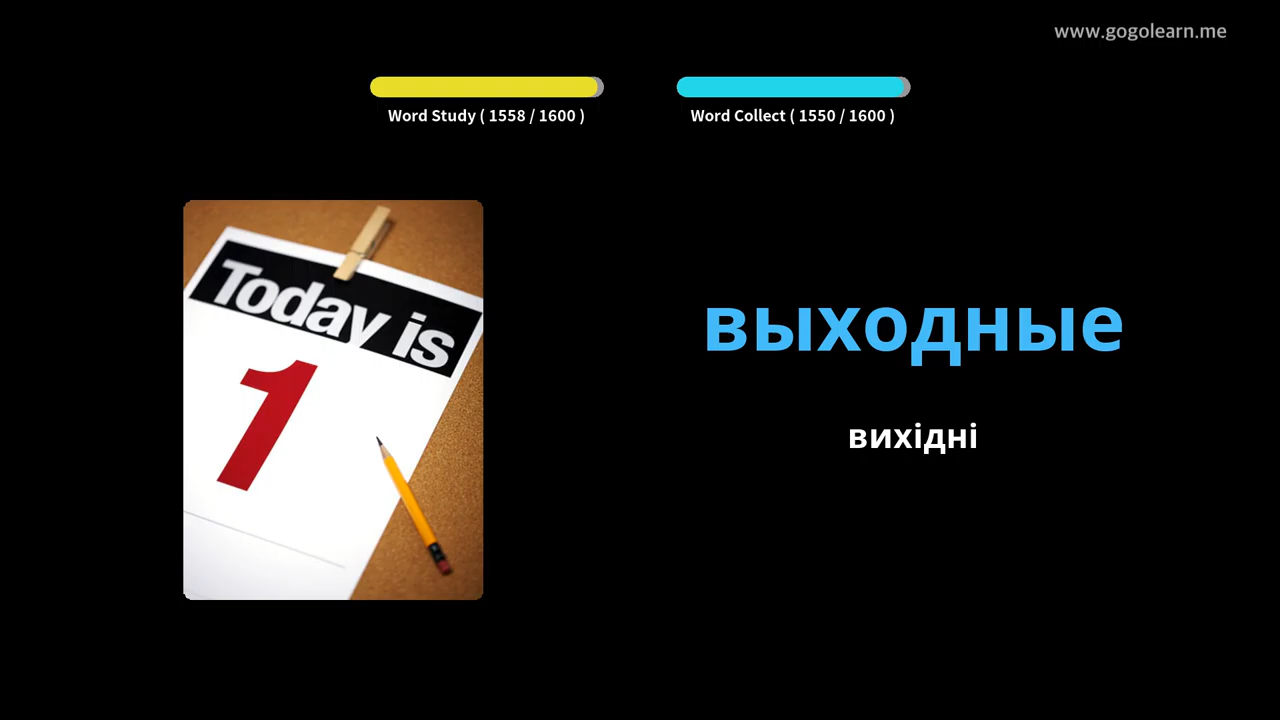 www.gogolearn.me
Word Study ( 1558 / 1600 )
Word Collect ( 1550 / 1600 )
Today is
1
выходные
вихідні